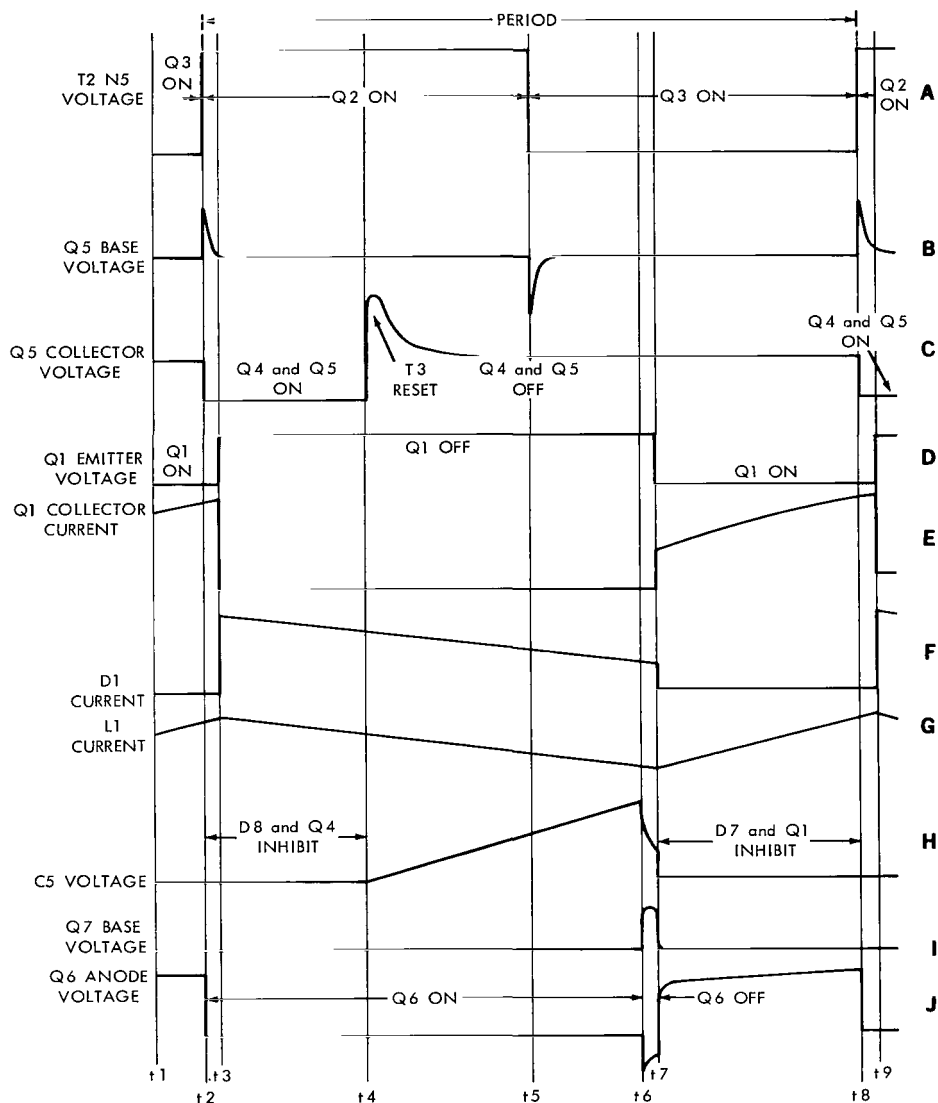 PERIOD
T2 N5
VOLTAGE
Q3
ON
Q2 ON
Q3 ON
Q2
ON
A
Q5 BASE
VOLTAGE
B
Q5 COLLECTOR
VOLTAGE
Q4 and Q5
ON
T3
RESET
Q4 and Q5
OFF
Q4 and Q5
ON
C
Q1 EMITTER
VOLTAGE
Q1
ON
Q1 OFF
Q1 ON
D
Q1 COLLECTOR
CURRENT
E
D1
CURRENT
F
L1
CURRENT
G
D8 and Q4
INHIBIT
D7 and Q1
INHIBIT
H
C5 VOLTAGE
Q7 BASE
VOLTAGE
I
Q6 ANODE
VOLTAGE
Q6 ON
Q6 OFF
J
t1
t2
t3
t4
t5
t6
t7
t8
t9